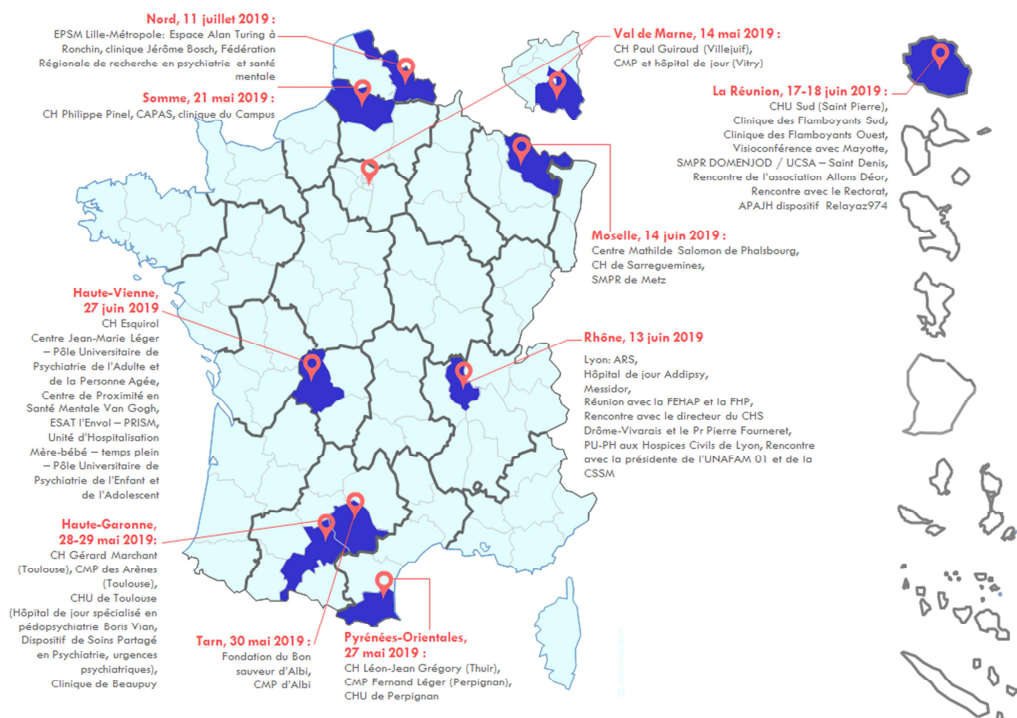 Nord, 11 juillet 2019 :
EPSM Lille-Métropole: Espace Alan Turing à
Ronchin, clinique Jérôme Bosch, Fédération
Régionale de recherche en psychiatrie et santé
mentale
Somme, 21 mai 2019 :
CH Philippe Pinel, CAPAS, clinique du Campus
Val de Marne, 14 mai 2019 :
CH Paul Guiraud (Villejuif),
CMP et hôpital de jour (Vitry)
La Réunion, 17-18 juin 2019 :
CHU Sud (Saint Pierre),
Clinique des Flamboyants Sud,
Clinique des Flamboyants Ouest,
Visioconférence avec Mayotte,
SMPR DOMENJOD / UCSA – Saint Denis,
Rencontre de l'association Allons Déor,
Rencontre avec le Rectorat,
APAJH dispositif Relayaz974
Moselle, 14 juin 2019 :
Centre Mathilde Salomon de Phalsbourg,
CH de Sarreguemines,
SMPR de Metz
Haute-Vienne,
27 juin 2019
CH Esquirol
Centre Jean-Marie Léger
– Pôle Universitaire de
Psychiatrie de l'Adulte et
de la Personne Agée,
Centre de Proximité en
Santé Mentale Van Gogh,
ESAT l'Envol – PRISM,
Unité d'Hospitalisation
Mère-bébé – temps plein
– Pôle Universitaire de
Psychiatrie de l'Enfant et
de l'Adolescent
Rhône, 13 juin 2019
Lyon: ARS,
Hôpital de jour Addipsy,
Messidor,
Réunion avec la FEHAP et la FHP,
Rencontre avec le directeur du CHS
Drôme-Vivarais et le Pr Pierre Fourneret,
PU-PH aux Hospices Civils de Lyon, Rencontre
avec la présidente de l'UNAFAM 01 et de la
CSSM
Haute-Garonne,
28-29 mai 2019:
CH Gérard Marchant
(Toulouse), CMP des Arènes
(Toulouse),
CHU de Toulouse
(Hôpital de jour spécialisé en
pédopsychiatrie Boris Vian,
Dispositif de Soins Partagé
en Psychiatrie, urgences
psychiatriques),
Clinique de Beaupuy
Tarn, 30 mai 2019 :
Fondation du Bon
sauveur d'Albi,
CMP d'Albi
Pyrénées-Orientales,
27 mai 2019 :
CH Léon-Jean Grégory (Thuir),
CMP Fernand Léger (Perpignan),
CHU de Perpignan